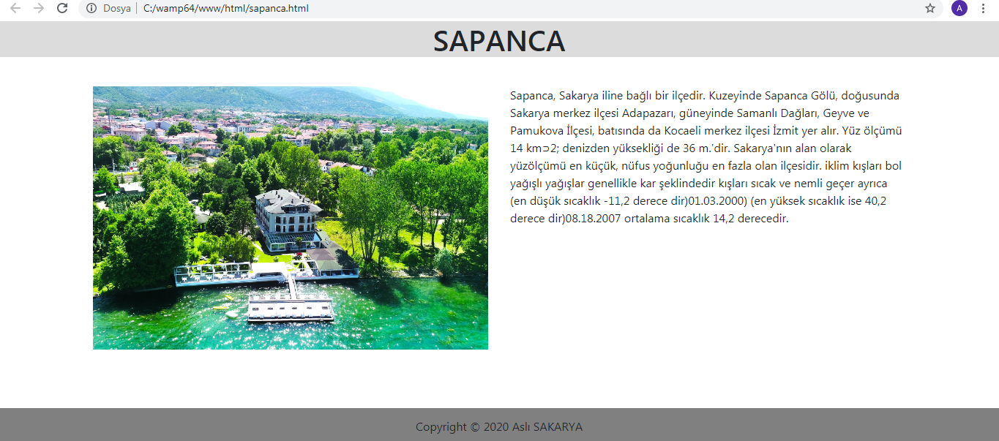 Dosya | C:/wamp64/www/html/sapanca.html
A
SAPANCA
Sapanca, Sakarya iline bağlı bir ilçedir. Kuzeyinde Sapanca Gölü, doğusunda
Sakarya merkez ilçesi Adapazarı, güneyinde Samanlı Dağları, Geyve ve
Pamukova İlçesi, batısında da Kocaeli merkez ilçesi İzmit yer alır. Yüz ölçümü
14 km⊃2; denizden yüksekliği de 36 m.'dir. Sakarya'nın alan olarak
yüzölçümü en küçük, nüfus yoğunluğu en fazla olan ilçesidir. iklim kışları bol
yağışlı yağışlar genellikle kar şeklindedir kışları sıcak ve nemli geçer ayrıca
(en düşük sıcaklık -11,2 derece dir)01.03.2000) (en yüksek sıcaklık ise 40,2
derece dir)08.18.2007 ortalama sıcaklık 14,2 derecedir.
Copyright © 2020 Aslı SAKARYA